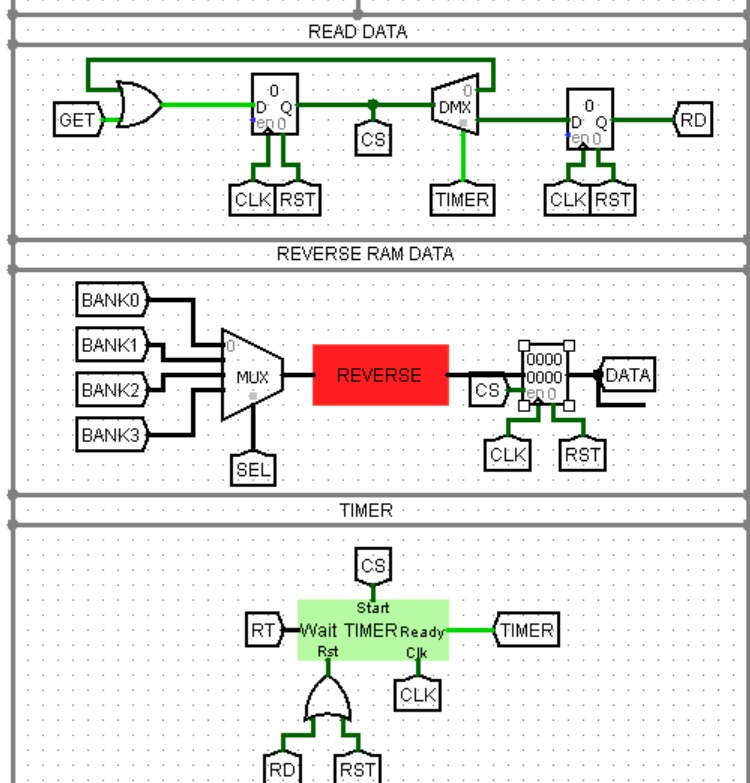 READ DATA
0
0
0
DMX
GET
D Q
en 0
D Q
en 0
RD
CS
CLK RST
TIMER
CLK RST
REVERSE RAM DATA
BANK0
BANK1
0
BANK2
MUX
BANK3
REVERSE
0000
0000
en 0
DATA
CS
SEL
CLK
RST
TIMER
CS
Start
RT
Wait TIMER Ready
TIMER
Rst
Clk
CLK
RD
RST